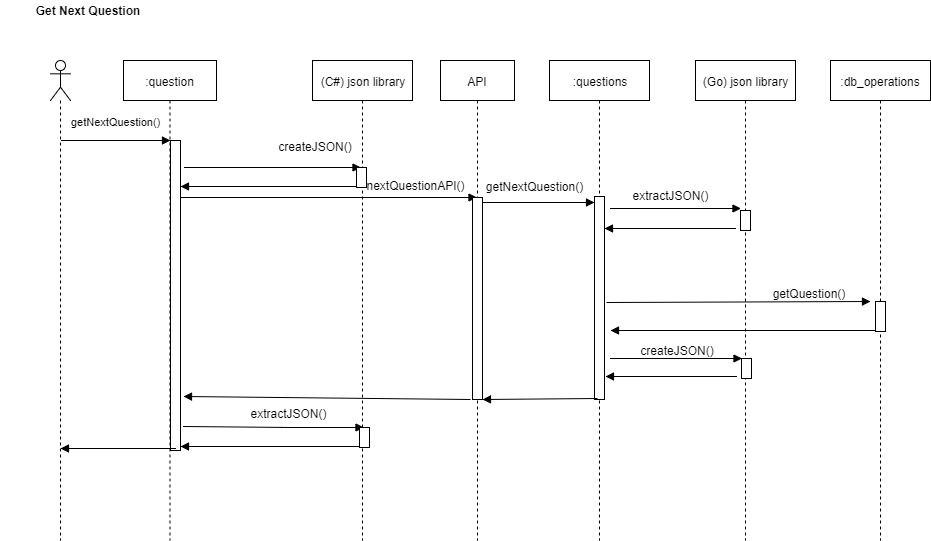 Get Next Question
:question
(C#) json library
API
:questions
(Go) json library
:db_operations
getNextQuestion()
createJSON()
nextQuestionAPI()
getNextQuestion()
extractJSON()
getQuestion()
createJSON()
extractJSON()